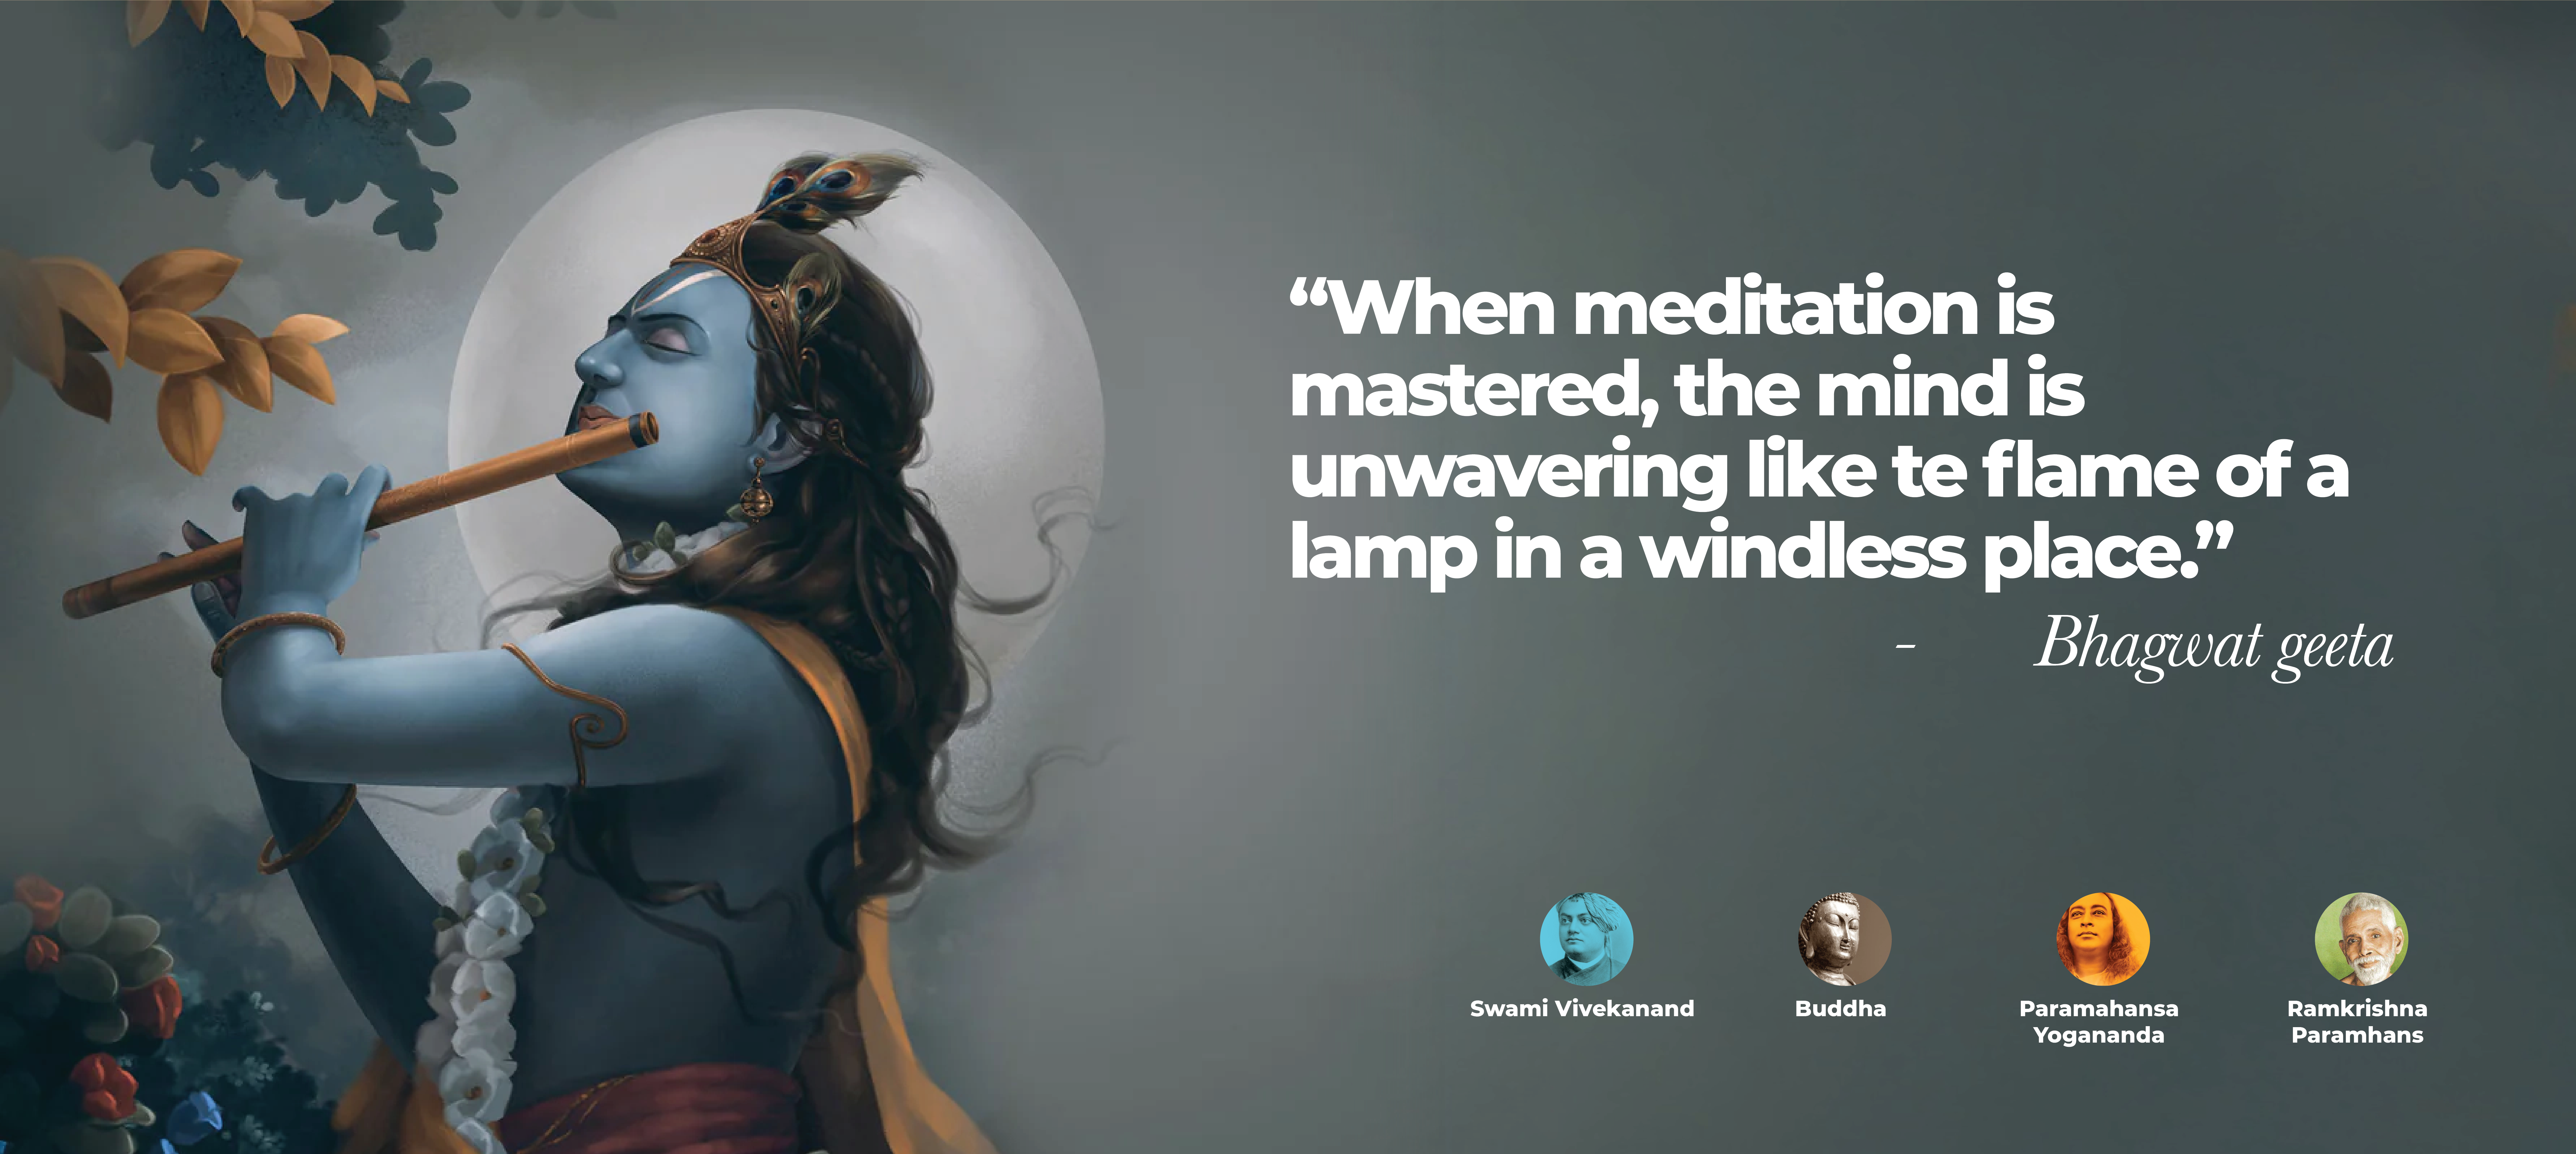 “When meditation is
mastered, the mind is
unwavering like te flame of a
lamp in a windless place.”
- Bhagwat geeta
Swami Vivekanand
Buddha
Paramahansa
Yogananda
Ramkrishna
Paramhans